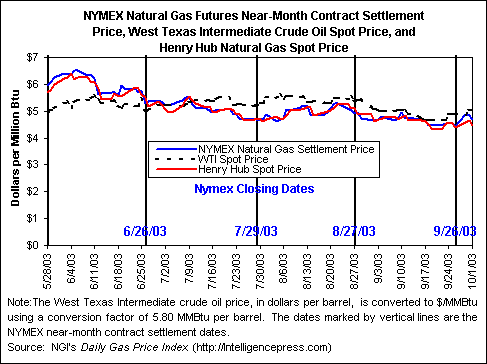 NYMEX Natural Gas Futures Near-Month Contract Settlement
Price, West Texas Intermediate Crude Oil Spot Price, and
Henry Hub Natural Gas Spot Price
Dollars per Million Btu
$7
$6
$5
$4
$3
$2
$1
$0
NYMEX Natural Gas Settlement Price
WTI Spot Price
Henry Hub Spot Price
Nymex Closing Dates
6/26/03
7/29/03
8/27/03
9/26/03
5/28/03
6/4/03
6/11/03
6/18/03
6/25/03
7/2/03
7/9/03
7/16/03
7/23/03
7/30/03
8/06/03
8/13/03
8/20/03
8/27/03
9/03/03
9/10/03
9/17/03
9/24/03
10/1/03
Note:The West Texas Intermediate crude oil price, in dollars per barrel, is converted to $/MMBtu
using a conversion factor of 5.80 MMBtu per barrel. The dates marked by vertical lines are the
NYMEX near-month contract settlement dates.
Source: NGI's Daily Gas Price Index (http://intelligencepress.com)